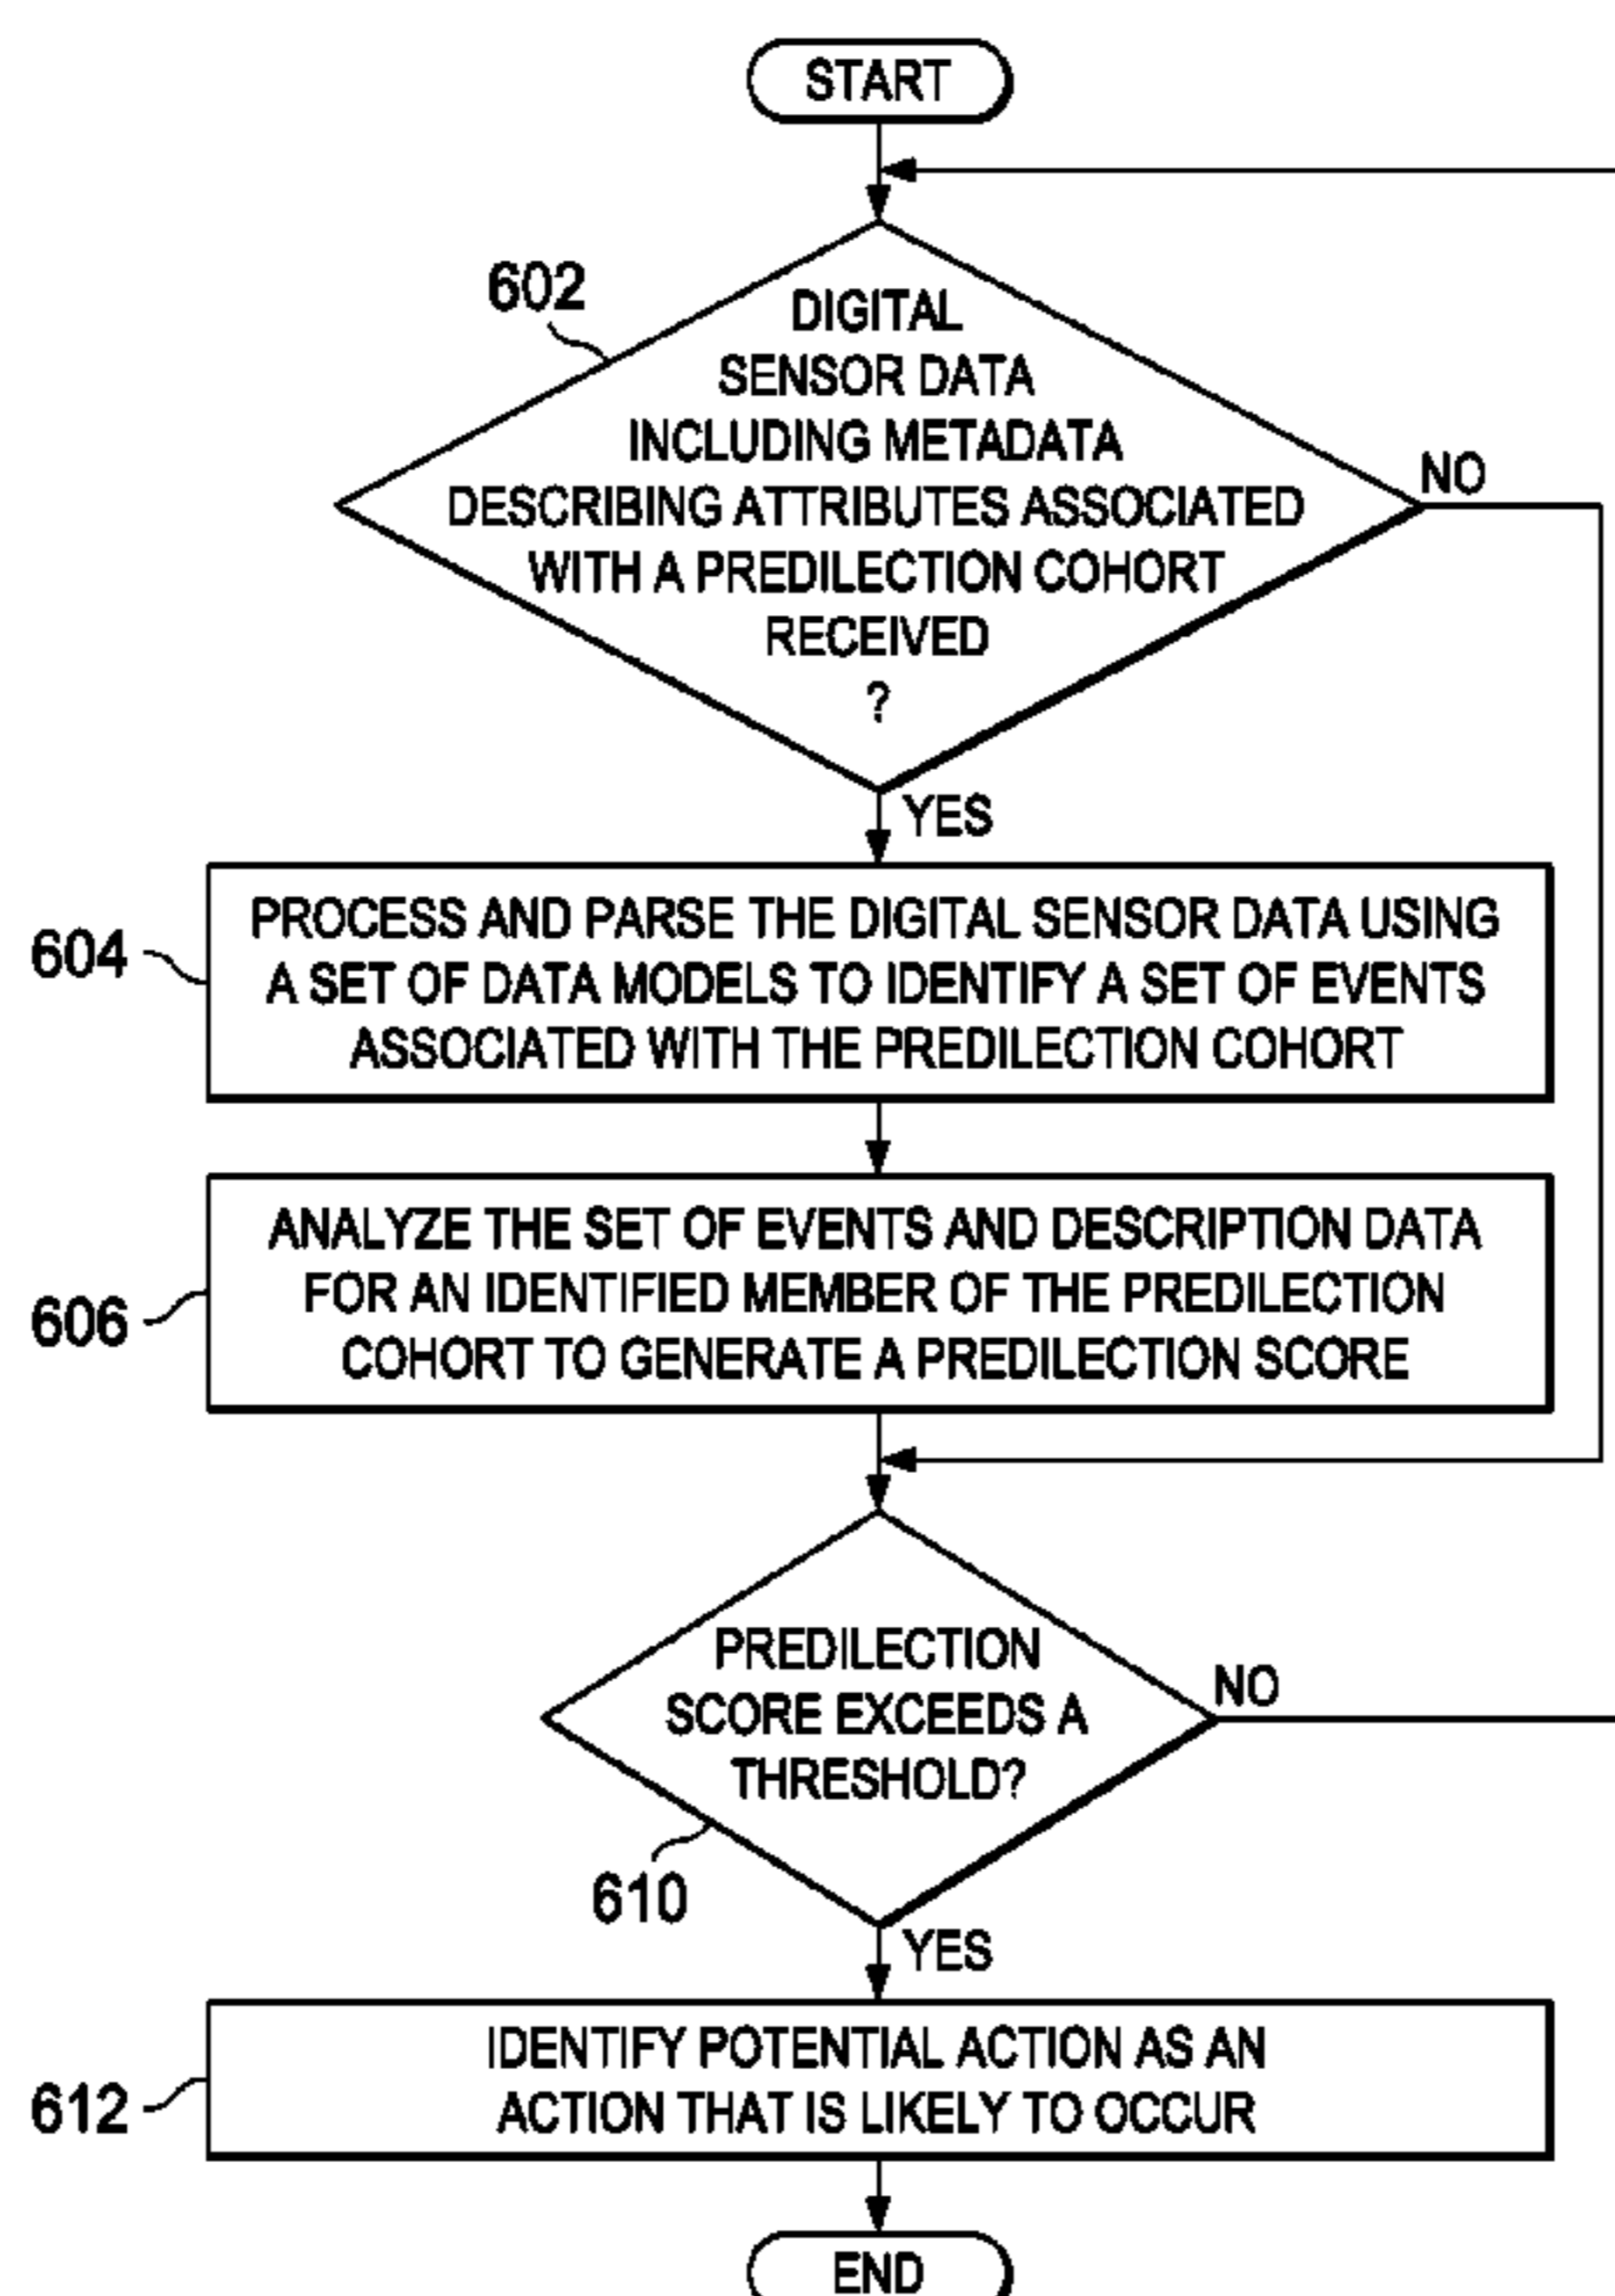 START
602
DIGITAL
SENSOR DATA
INCLUDING METADATA
DESCRIBING ATTRIBUTES ASSOCIATED
WITH A PREDILECTION COHORT
RECEIVED
?
NO
YES
604
PROCESS AND PARSE THE DIGITAL SENSOR DATA USING
A SET OF DATA MODELS TO IDENTIFY A SET OF EVENTS
ASSOCIATED WITH THE PREDILECTION COHORT
606
ANALYZE THE SET OF EVENTS AND DESCRIPTION DATA
FOR AN IDENTIFIED MEMBER OF THE PREDILECTION
COHORT TO GENERATE A PREDILECTION SCORE
PREDILECTION
SCORE EXCEEDS A
THRESHOLD?
NO
610
YES
612
IDENTIFY POTENTIAL ACTION AS AN
ACTION THAT IS LIKELY TO OCCUR
END